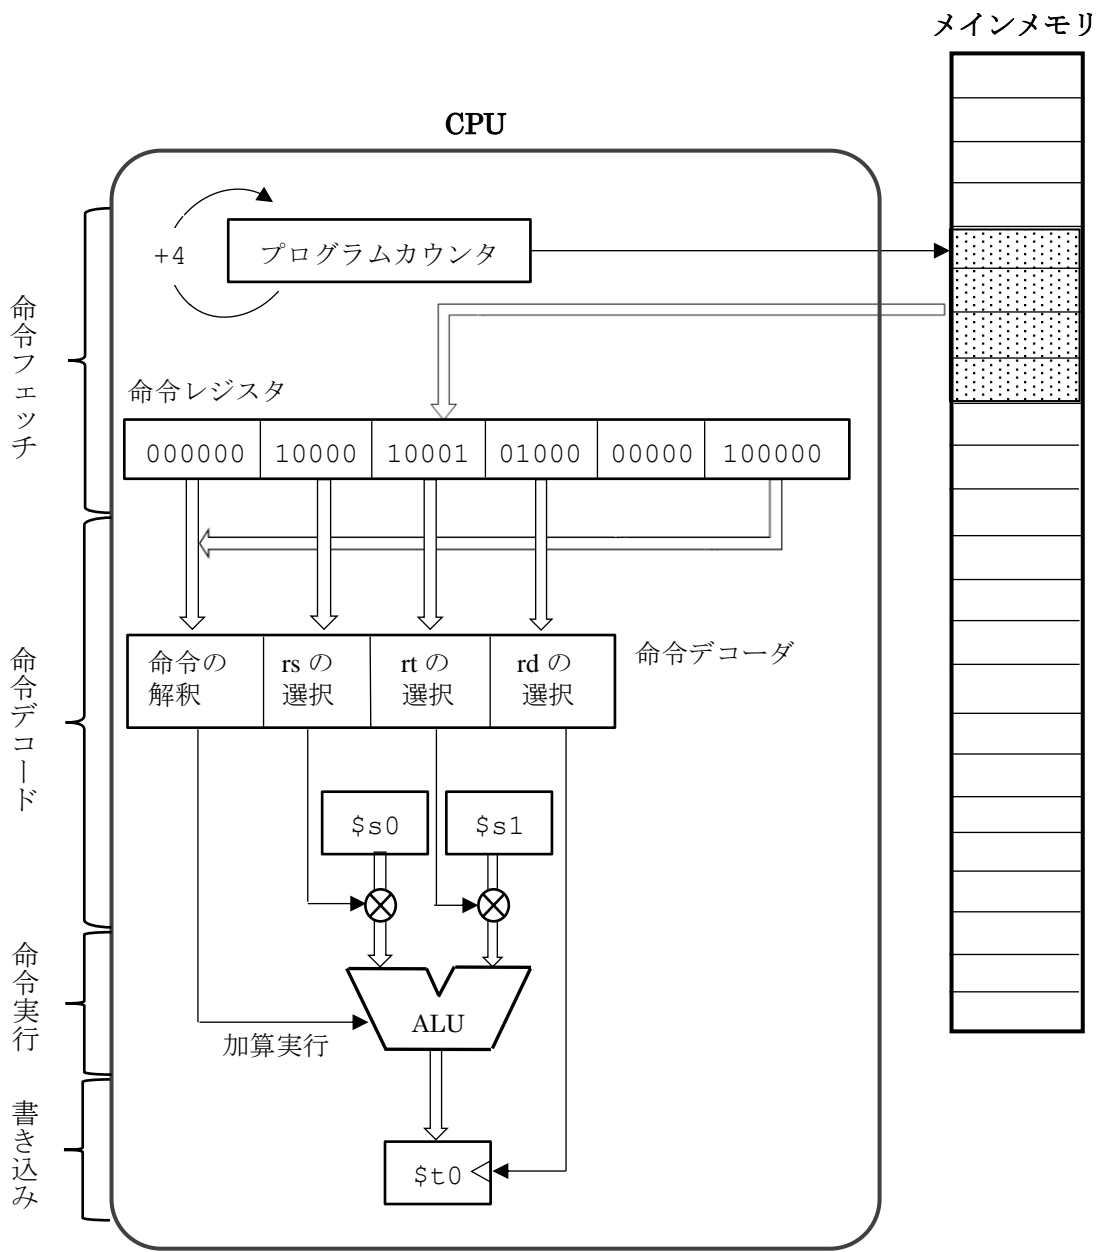 メインメモリ
CPU
+4
プログラムカウンタ
命令フェッチ
命令レジスタ
000000 10000 10001 01000 00000 100000
命令デコード
命令の
解釈
rs の
選択
rt の
選択
rd の
選択
命令デコーダ
$s0
$s1
命令実行
ALU
加算実行
書き込み
$t0